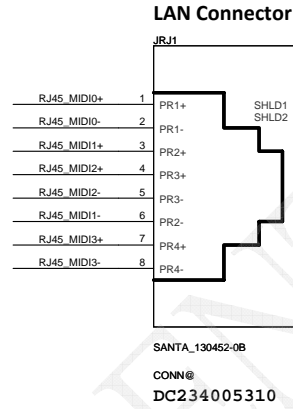 LAN Connector
JRJ1
RJ45_MIDI0+ 1 PR1+ SHLD1
RJ45_MIDI0- 2 PR1- SHLD2
RJ45_MIDI1+ 3 PR2+
RJ45_MIDI2+ 4 PR3+
RJ45_MIDI2- 5 PR3-
RJ45_MIDI1- 6 PR2-
RJ45_MIDI3+ 7 PR4+
RJ45_MIDI3- 8 PR4-
SANTA_130452-0B
CONN@
DC234005310